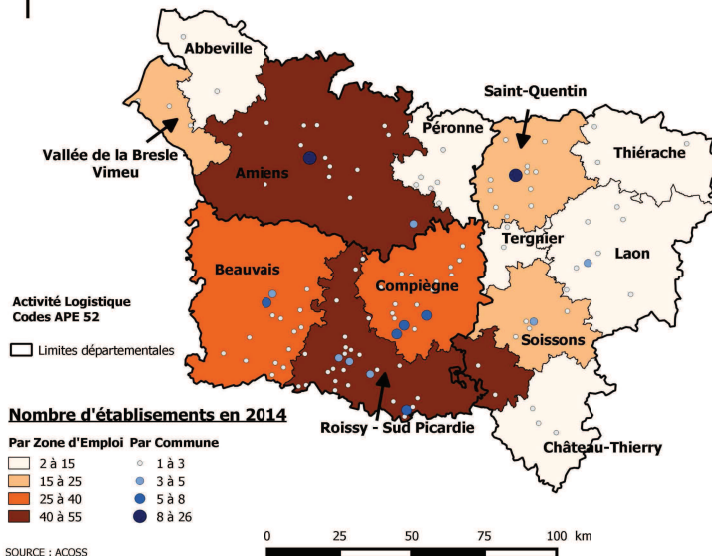 Abbeville
Saint-Quentin
Péronne
Vallée de la Bresle
Vimeu
Thiérache
Amiens
Tergnier
Laon
Beauvais
Compiègne
Activité Logistique
Codes APE 52
Limites départementales
Soissons
Nombre d'établisements en 2014
Roissy - Sud Picardie
Par Zone d'Emploi Par Commune
Château-Thierry
2 à 15 1 à 3
15 à 25 3 à 5
25 à 40 5 à 8
40 à 55 8 à 26
0 25 50 75 100 km
SOURCE : ACOSS